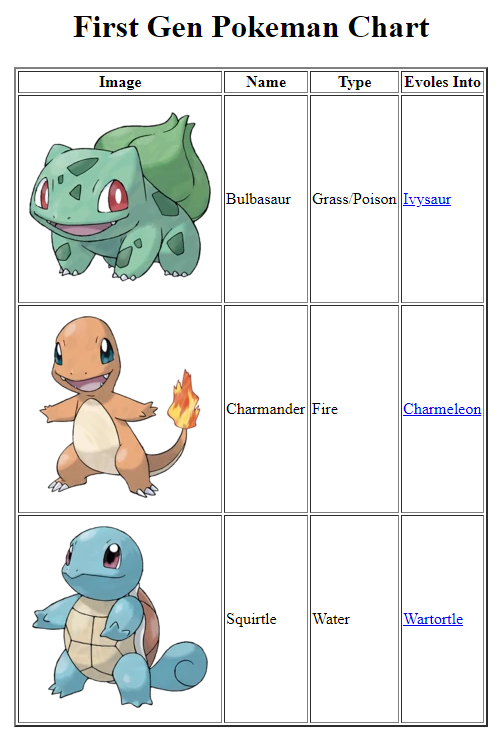 First Gen Pokeman Chart
Image Name Type Evoles Into
Bulbasaur Grass/Poison Ivysaur
Charmander Fire Charmeleon
Squirtle Water Wartortle